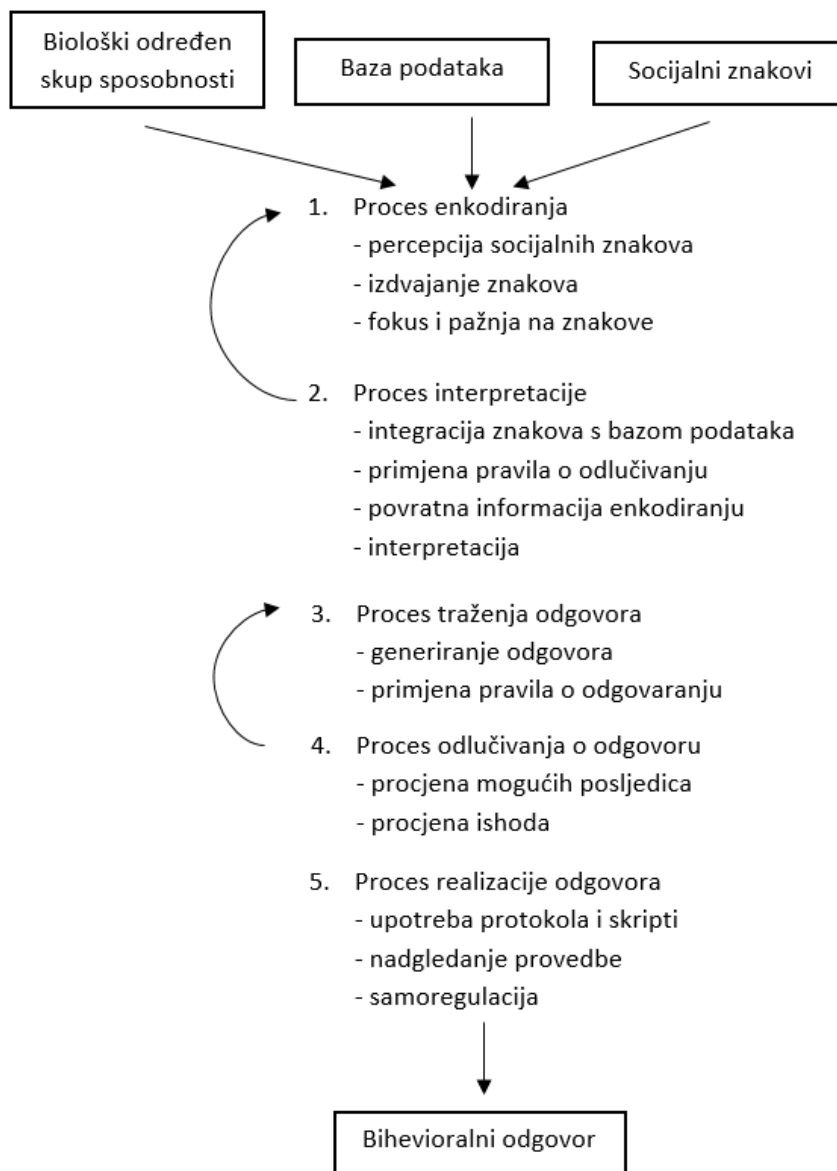 Biološki određen
skup sposobnosti
Baza podataka
Socijalni znakovi
1. Proces enkodiranja
- percepcija socijalnih znakova
- izdvajanje znakova
- fokus i pažnja na znakove
2. Proces interpretacije
- integracija znakova s bazom podataka
- primjena pravila o odlučivanju
- povratna informacija enkodiranju
- interpretacija
3. Proces traženja odgovora
- generiranje odgovora
- primjena pravila o odgovaranju
4. Proces odlučivanja o odgovoru
- procjena mogućih posljedica
- procjena ishoda
5. Proces realizacije odgovora
- upotreba protokola i skripti
- nadgledanje provedbe
- samoregulacija
Bihevioralni odgovor